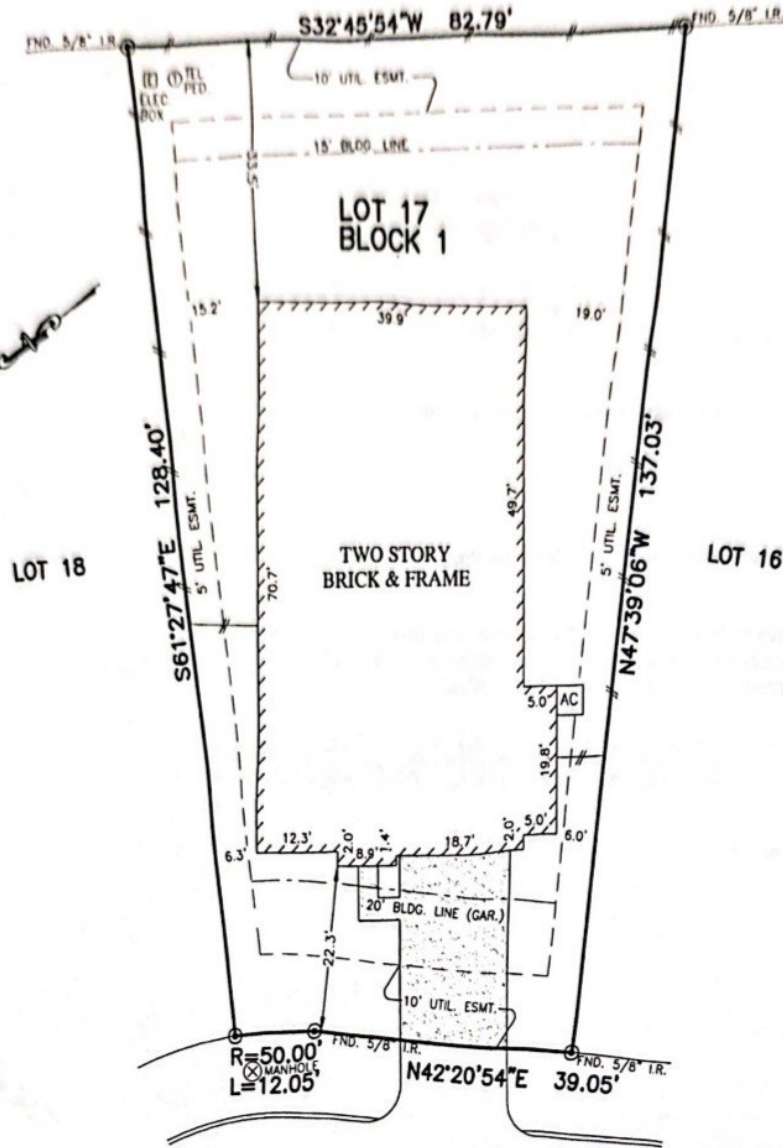 S32°45'54"W 82.79'
FND. 5/8" I.R.
FND. 5/8" I.R.
[E] (T) TEL.
PED.
ELEC.
BOX
10' UTIL. ESMT.
15' BLDG. LINE
33.5'
LOT 17
BLOCK 1
15.2'
39.9'
19.0'
S61°27'47"E 128.40'
5' UTIL. ESMT.
70.7'
49.7'
5' UTIL. ESMT.
N47°39'06"W 137.03'
LOT 18
TWO STORY
BRICK & FRAME
LOT 16
5.0'
AC
19.8'
12.3'
2.0'
8.9'
1.4'
18.7'
2.0'
5.0'
6.3'
6.0'
20' BLDG. LINE (GAR.)
22.3'
10' UTIL. ESMT.
FND. 5/8" I.R.
FND. 5/8" I.R.
R=50.00'
MANHOLE
L=12.05'
N42°20'54"E 39.05'